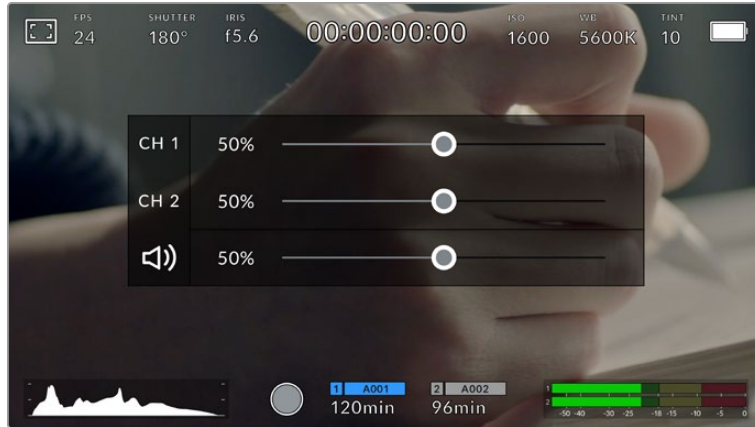 FPS SHUTTER IRIS ISO WB TINT
24 180° f5.6 00:00:00:00 1600 5600K 10
CH 1 50%
CH 2 50%
50%
1 A001 2 A002
120min 96min
1
2
-50 -40 -30 -25 -18 -15 -10 -5 0